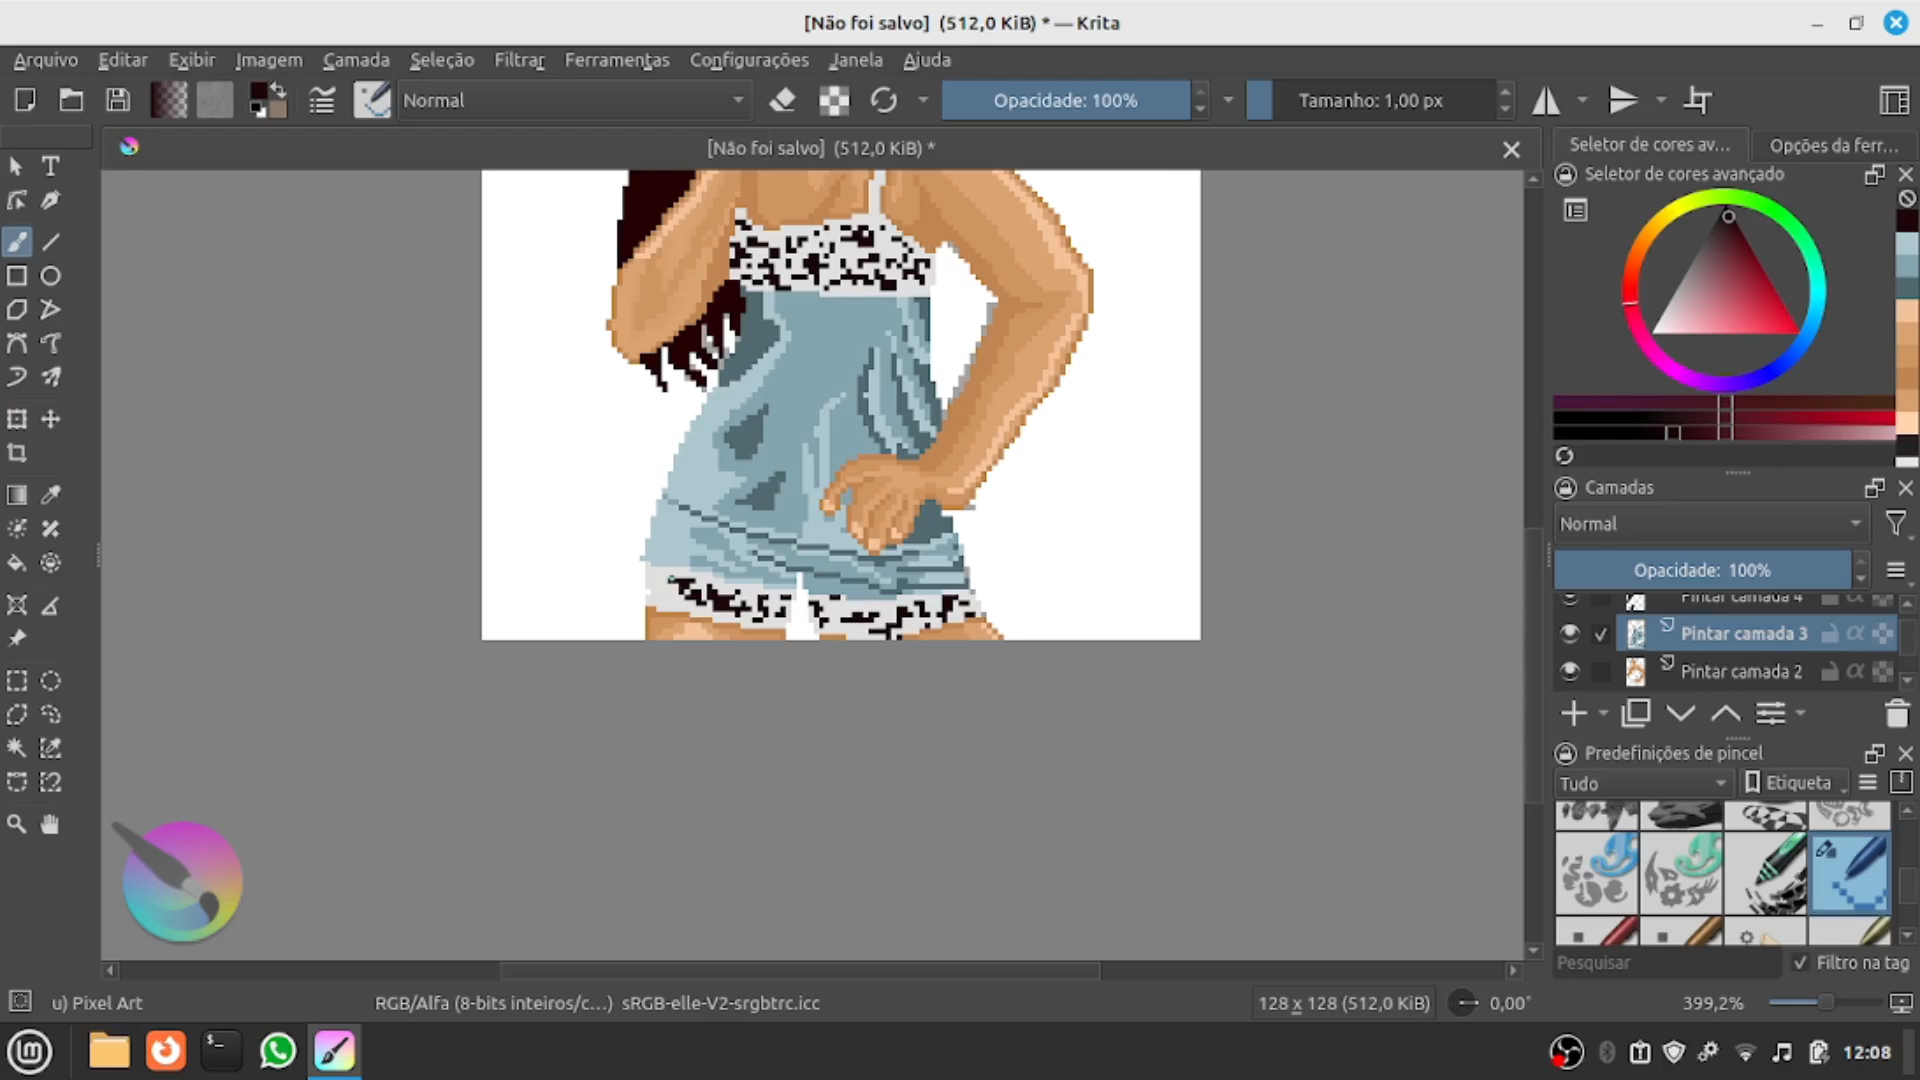 [Não foi salvo]  (512,0 KiB) * — Krita
Arquivo Editar Exibir Imagem Camada Seleção Filtrar Ferramentas Configurações Janela Ajuda
Normal
Opacidade: 100%
Tamanho: 1,00 px
[Não foi salvo]  (512,0 KiB) *
Seletor de cores av...
Opções da ferr...
Seletor de cores avançado
Camadas
Normal
Opacidade:  100%
Pintar camada 4
Pintar camada 3
Pintar camada 2
Predefinições de pincel
Tudo
Etiqueta
Pesquisar
Filtro na tag
u) Pixel Art
RGB/Alfa (8-bits inteiros/c...)  sRGB-elle-V2-srgbtrc.icc
128 x 128 (512,0 KiB)
0,00°
399,2%
12:08